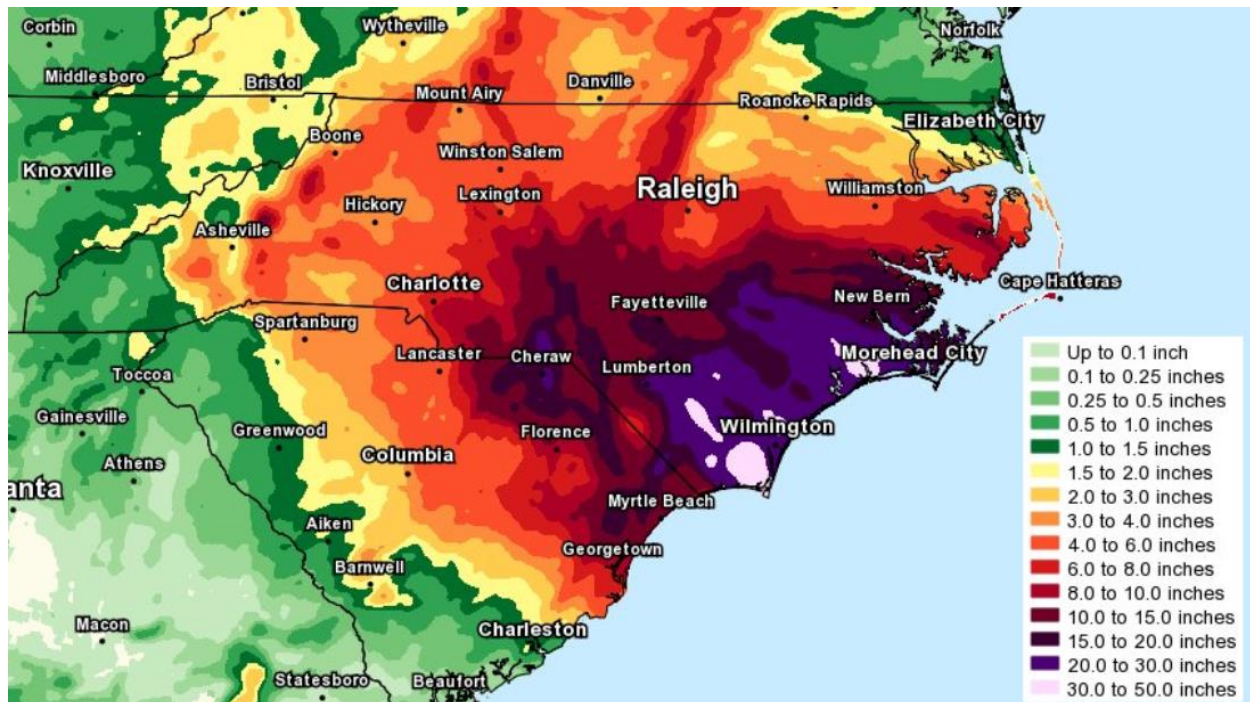 Corbin
Wytheville
Norfolk
Middlesboro
Bristol
Mount Airy
Danville
Roanoke Rapids
Elizabeth City
Boone
Winston Salem
Knoxville
Lexington
Raleigh
Williamston
Hickory
Asheville
Charlotte
Cape Hatteras
New Bern
Fayetteville
Spartanburg
Lancaster
Cheraw
Morehead City
Lumberton
Toccoa
Gainesville
Greenwood
Florence
Wilmington
Columbia
Athens
anta
Myrtle Beach
Aiken
Georgetown
Barnwell
Macon
Charleston
Statesboro
Beaufort
Up to 0.1 inch
0.1 to 0.25 inches
0.25 to 0.5 inches
0.5 to 1.0 inches
1.0 to 1.5 inches
1.5 to 2.0 inches
2.0 to 3.0 inches
3.0 to 4.0 inches
4.0 to 6.0 inches
6.0 to 8.0 inches
8.0 to 10.0 inches
10.0 to 15.0 inches
15.0 to 20.0 inches
20.0 to 30.0 inches
30.0 to 50.0 inches